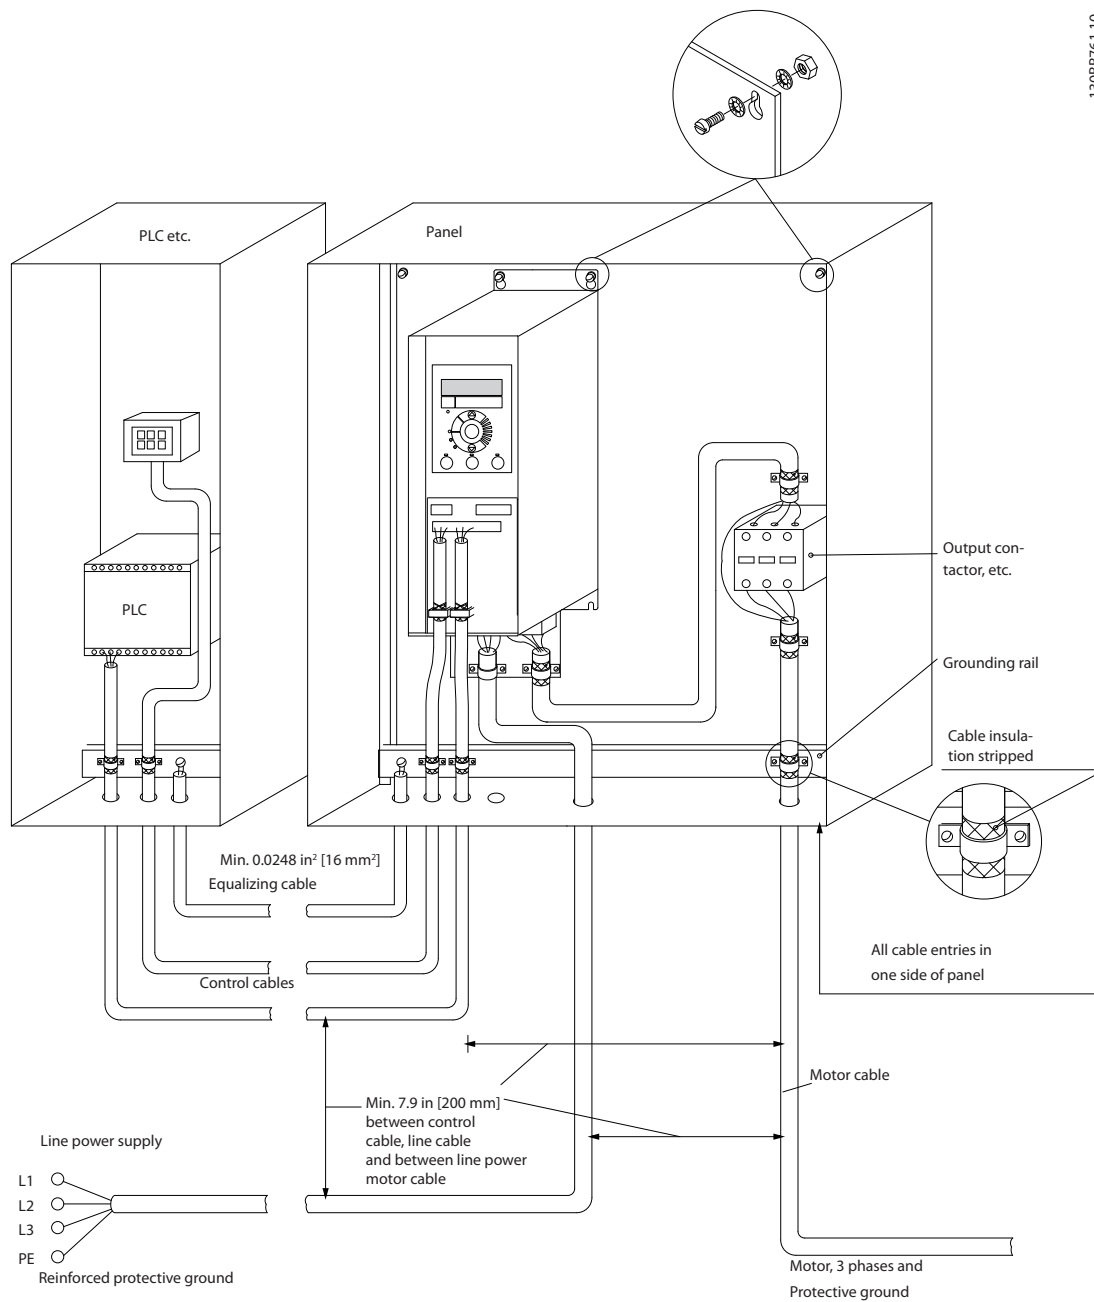 130BB761.10
PLC etc.
Panel
PLC
Output con-
tactor, etc.
Grounding rail
Cable insula-
tion stripped
Min. 0.0248 in² [16 mm²]
Equalizing cable
All cable entries in
one side of panel
Control cables
Motor cable
Min. 7.9 in [200 mm]
between control
cable, line cable
and between line power
motor cable
Line power supply
L1
L2
L3
PE
Reinforced protective ground
Motor, 3 phases and
Protective ground